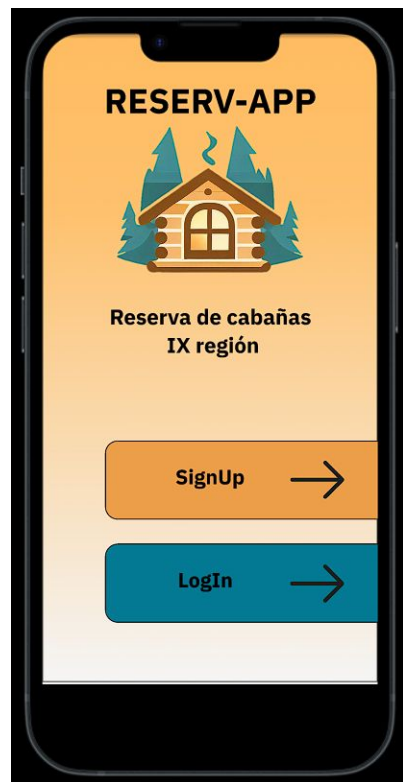 RESERV-APP
Reserva de cabañas
IX región
SignUp
LogIn